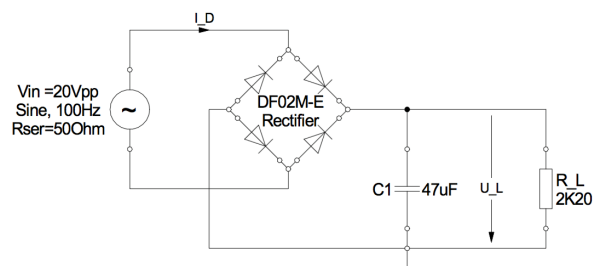 I_D
Vin =20Vpp
Sine, 100Hz
Rser=50Ohm
~
DF02M-E
Rectifier
C1
47uF
U_L
R_L
2K20